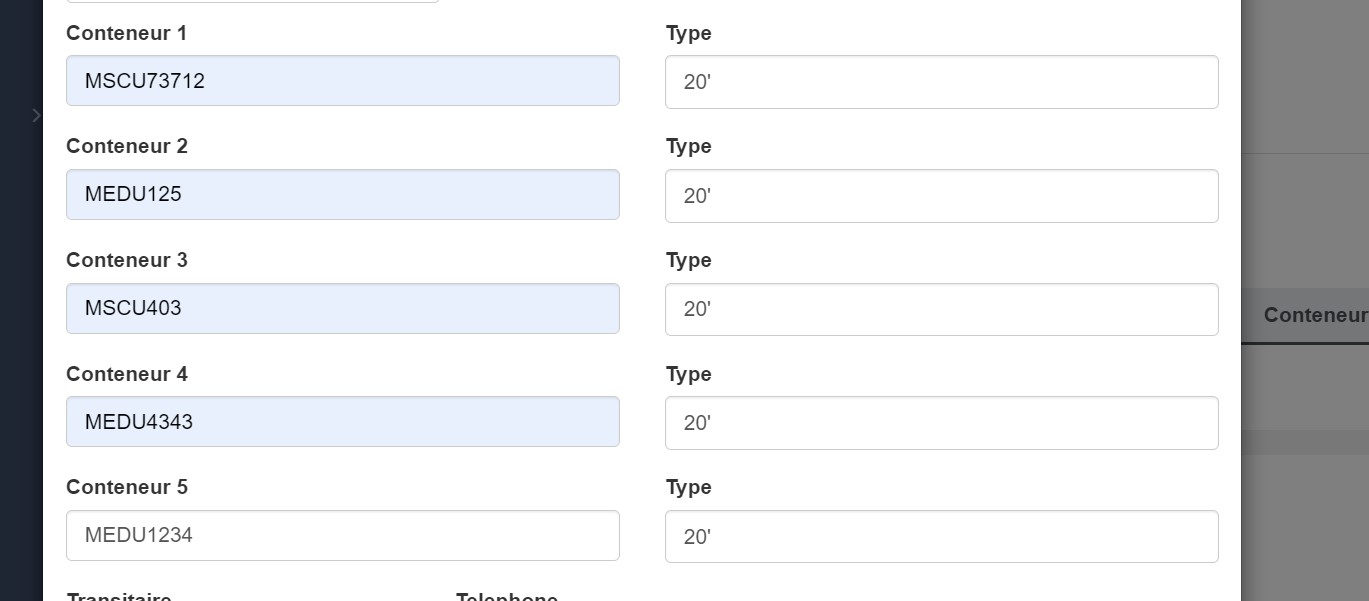 Conteneur 1
Type
MSCU73712
20'
Conteneur 2
Type
MEDU125
20'
Conteneur 3
Type
MSCU403
20'
Conteneur
Conteneur 4
Type
MEDU4343
20'
Conteneur 5
Type
MEDU1234
20'
Transitaire
Telephone